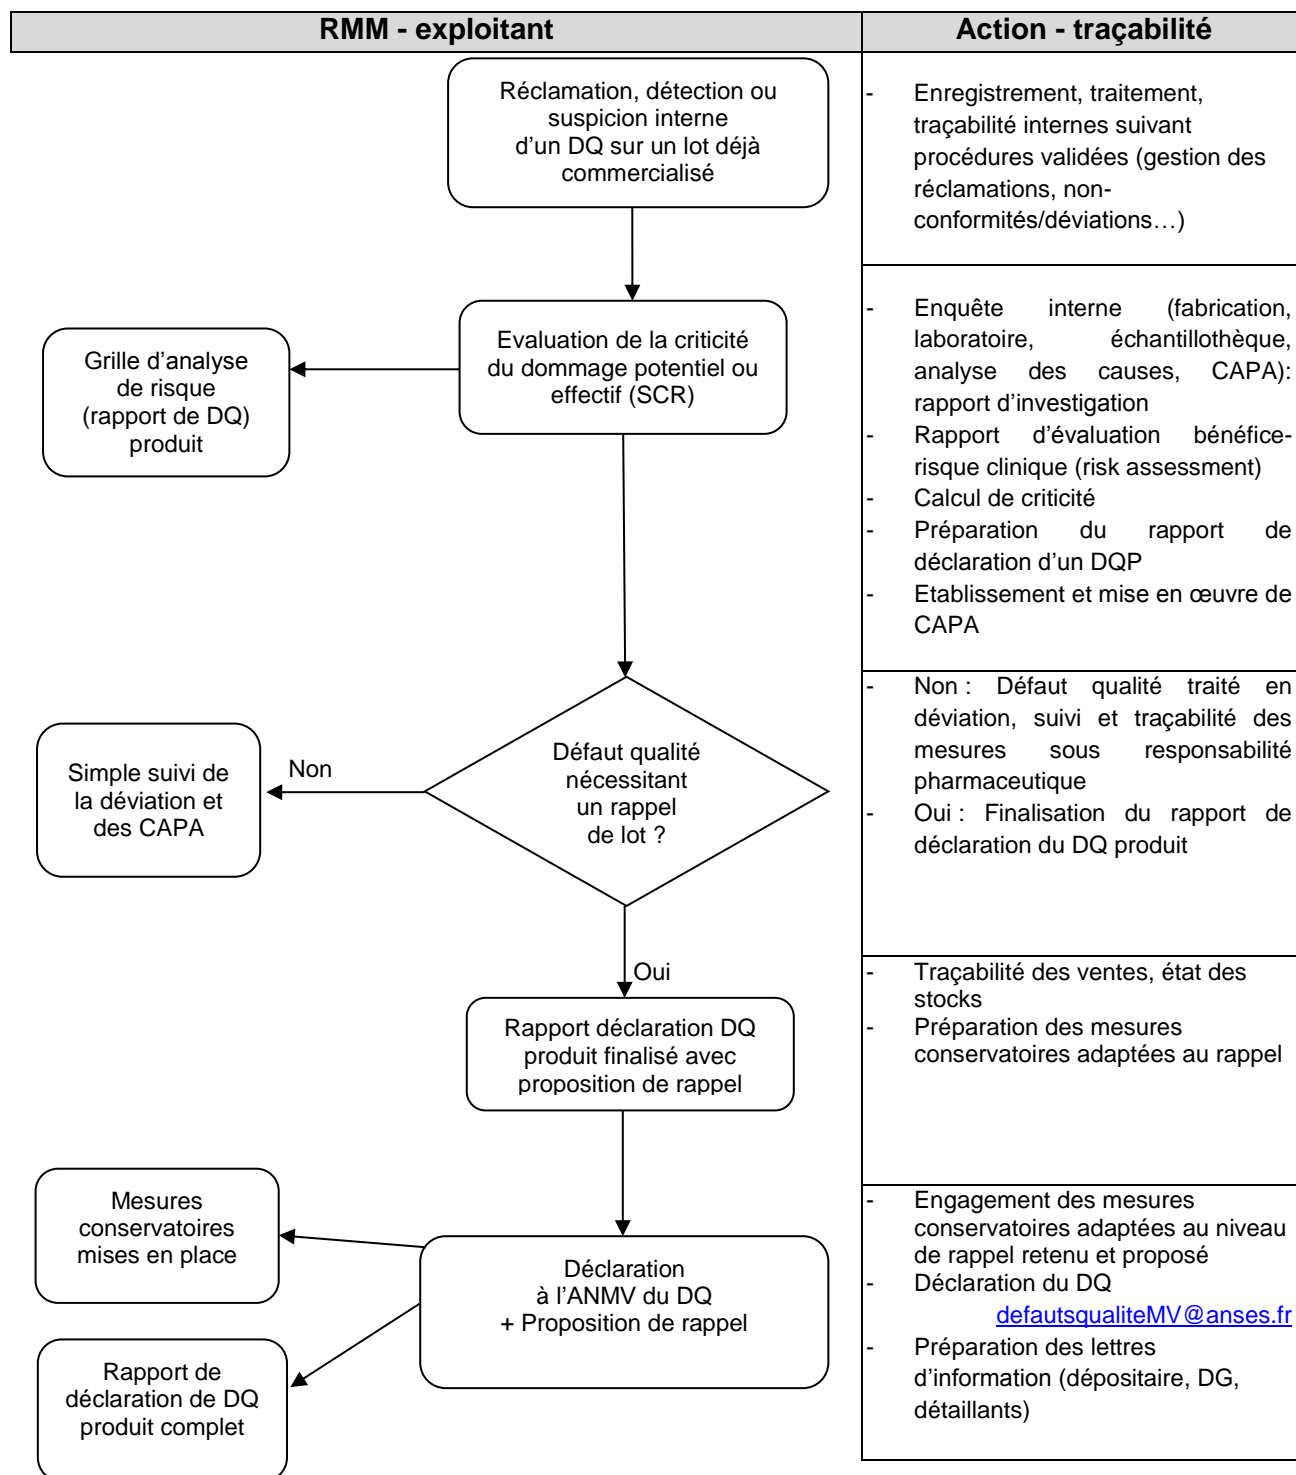 RMM - exploitant
Action - traçabilité
Réclamation, détection ou
suspicion interne
d’un DQ sur un lot déjà
commercialisé
- Enregistrement, traitement,
traçabilité internes suivant
procédures validées (gestion des
réclamations, non-
conformités/déviations…)
Grille d’analyse
de risque
(rapport de DQ)
produit
Evaluation de la criticité
du dommage potentiel ou
effectif (SCR)
- Enquête interne (fabrication,
laboratoire, échantillothèque,
analyse des causes, CAPA):
rapport d’investigation
- Rapport d’évaluation bénéfice-
risque clinique (risk assessment)
- Calcul de criticité
- Préparation du rapport de
déclaration d’un DQP
- Etablissement et mise en œuvre de
CAPA
Simple suivi de
la déviation et
des CAPA
Non
Défaut qualité
nécessitant
un rappel
de lot ?
- Non : Défaut qualité traité en
déviation, suivi et traçabilité des
mesures sous responsabilité
pharmaceutique
- Oui : Finalisation du rapport de
déclaration du DQ produit
Oui
Rapport déclaration DQ
produit finalisé avec
proposition de rappel
- Traçabilité des ventes, état des
stocks
- Préparation des mesures
conservatoires adaptées au rappel
Mesures
conservatoires
mises en place
Déclaration
à l’ANMV du DQ
+ Proposition de rappel
Rapport de
déclaration de DQ
produit complet
- Engagement des mesures
conservatoires adaptées au niveau
de rappel retenu et proposé
- Déclaration du DQ
defautsqualiteMV@anses.fr
- Préparation des lettres
d’information (dépositaire, DG,
détaillants)